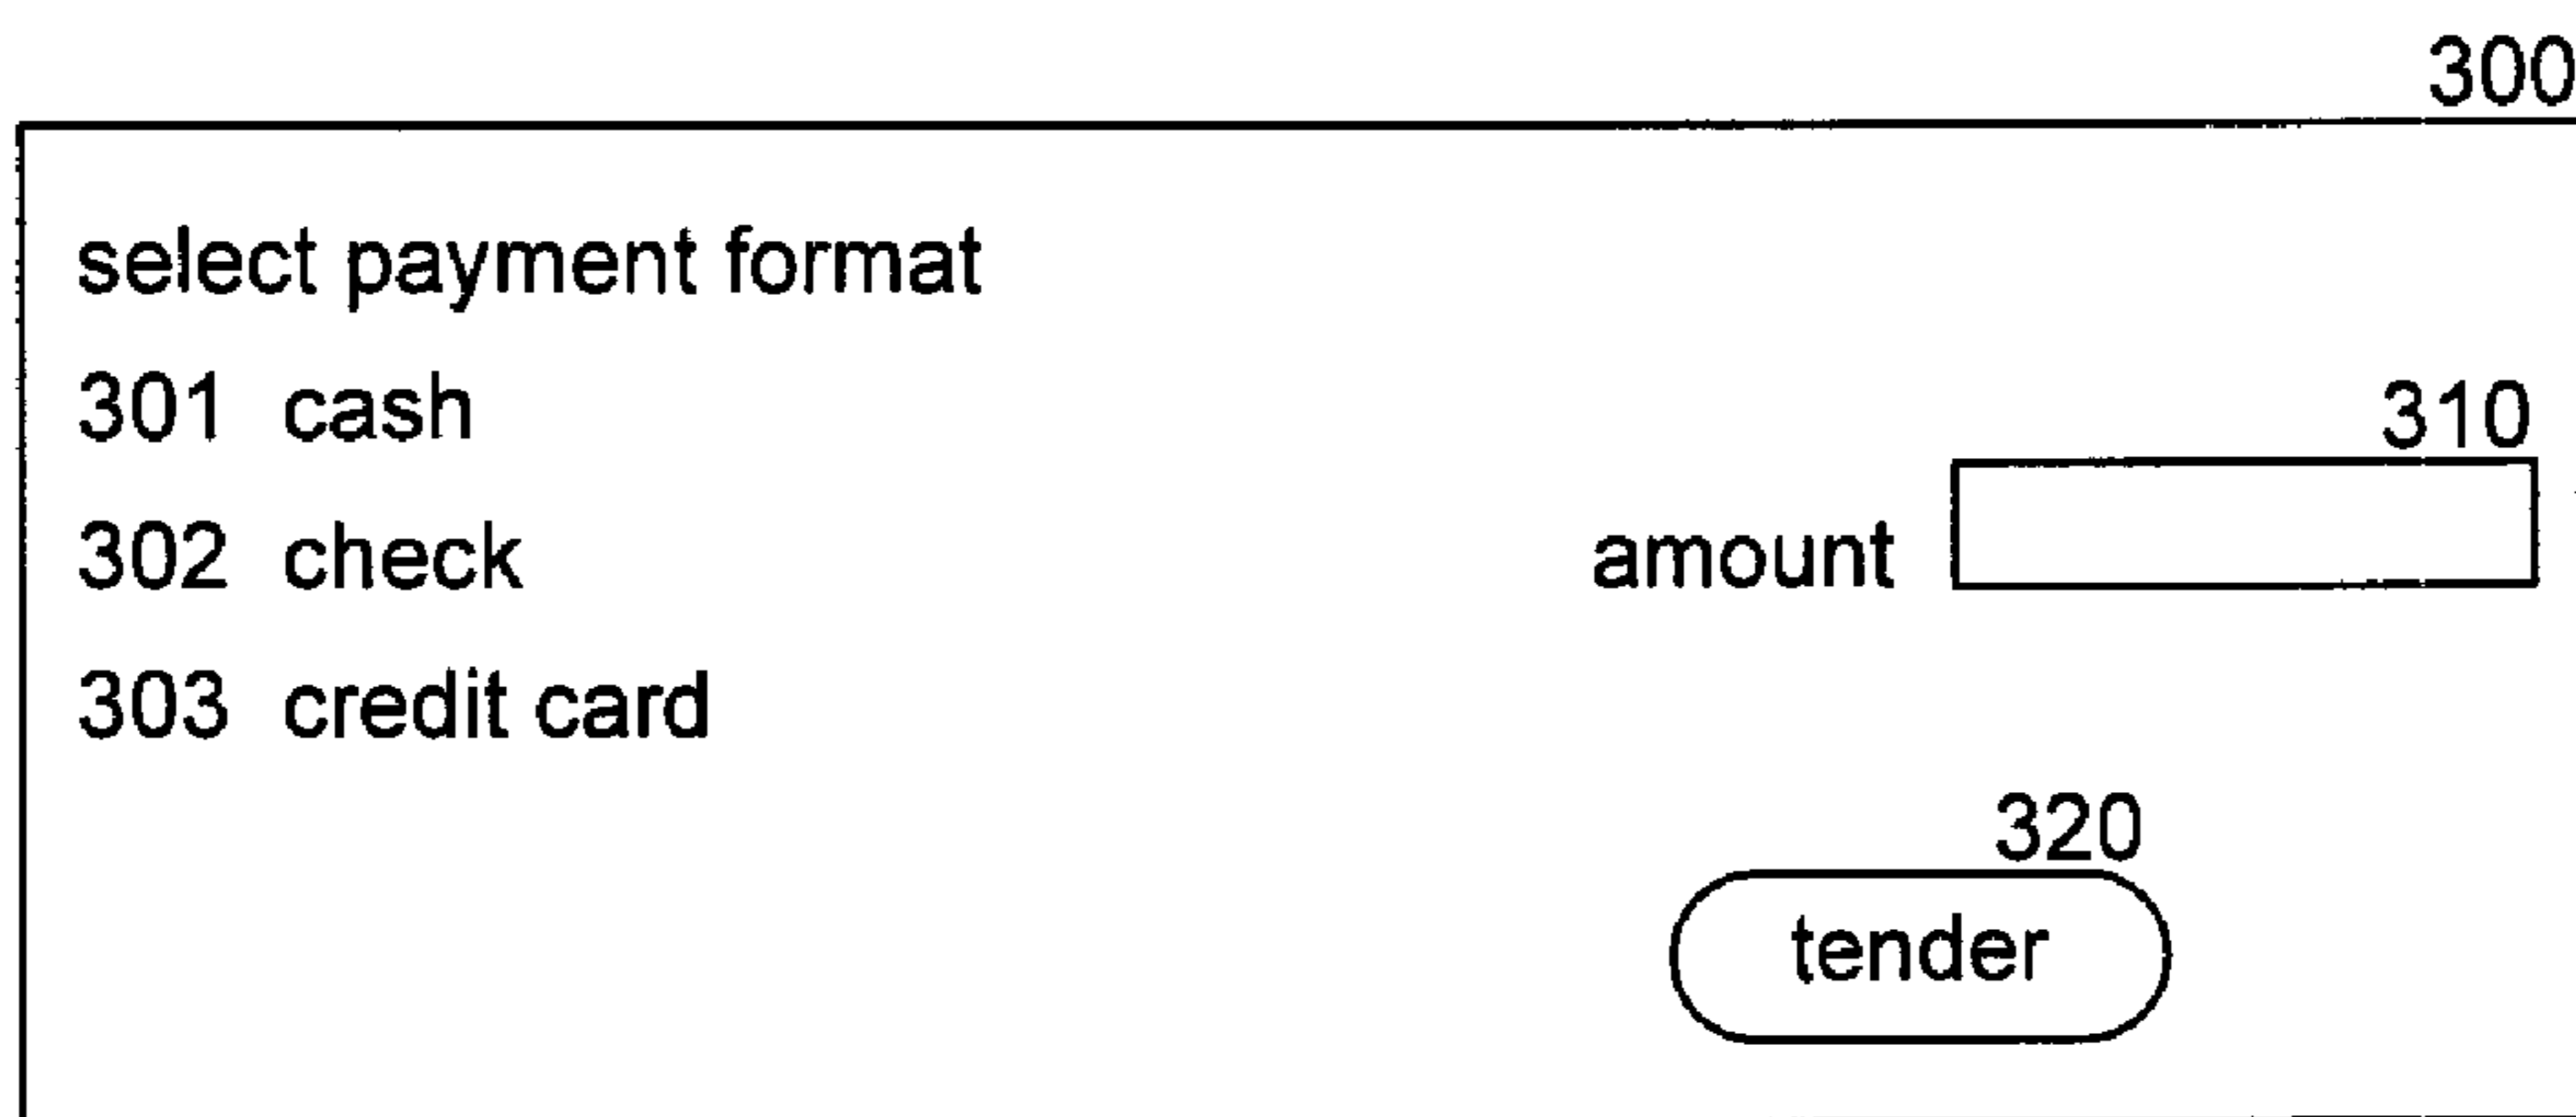 300
select payment format
301 cash
310
302 check
amount
303 credit card
320
tender